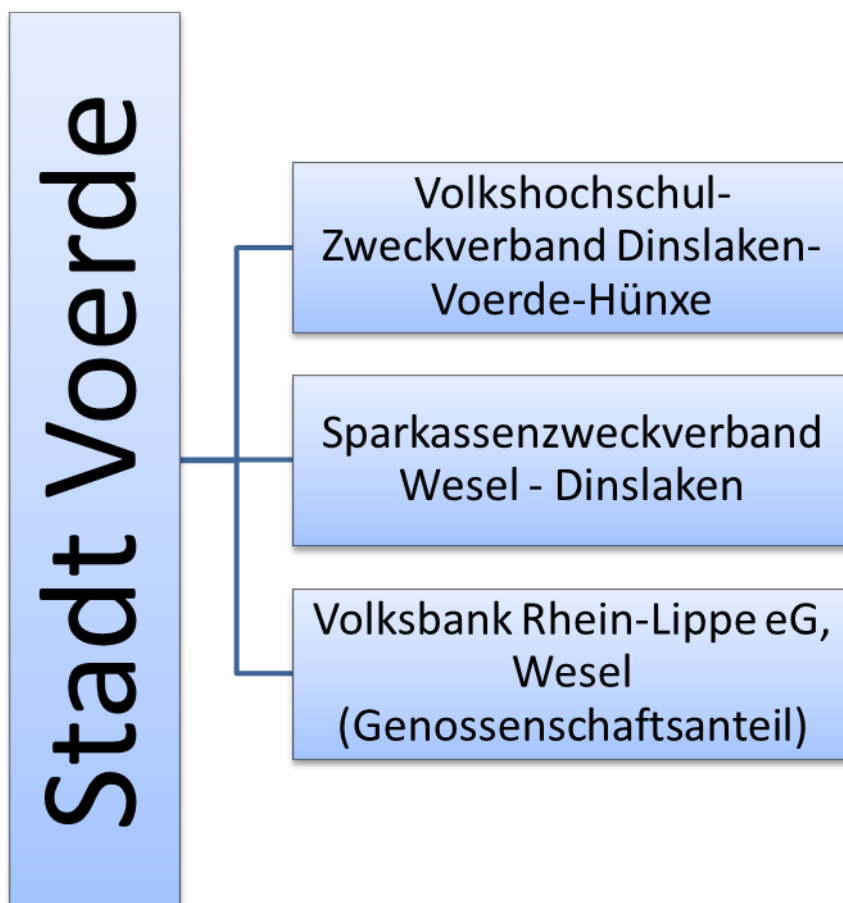 Stadt Voerde
Volkshochschul-
Zweckverband Dinslaken-
Voerde-Hünxe
Sparkassenzweckverband
Wesel - Dinslaken
Volksbank Rhein-Lippe eG,
Wesel
(Genossenschaftsanteil)